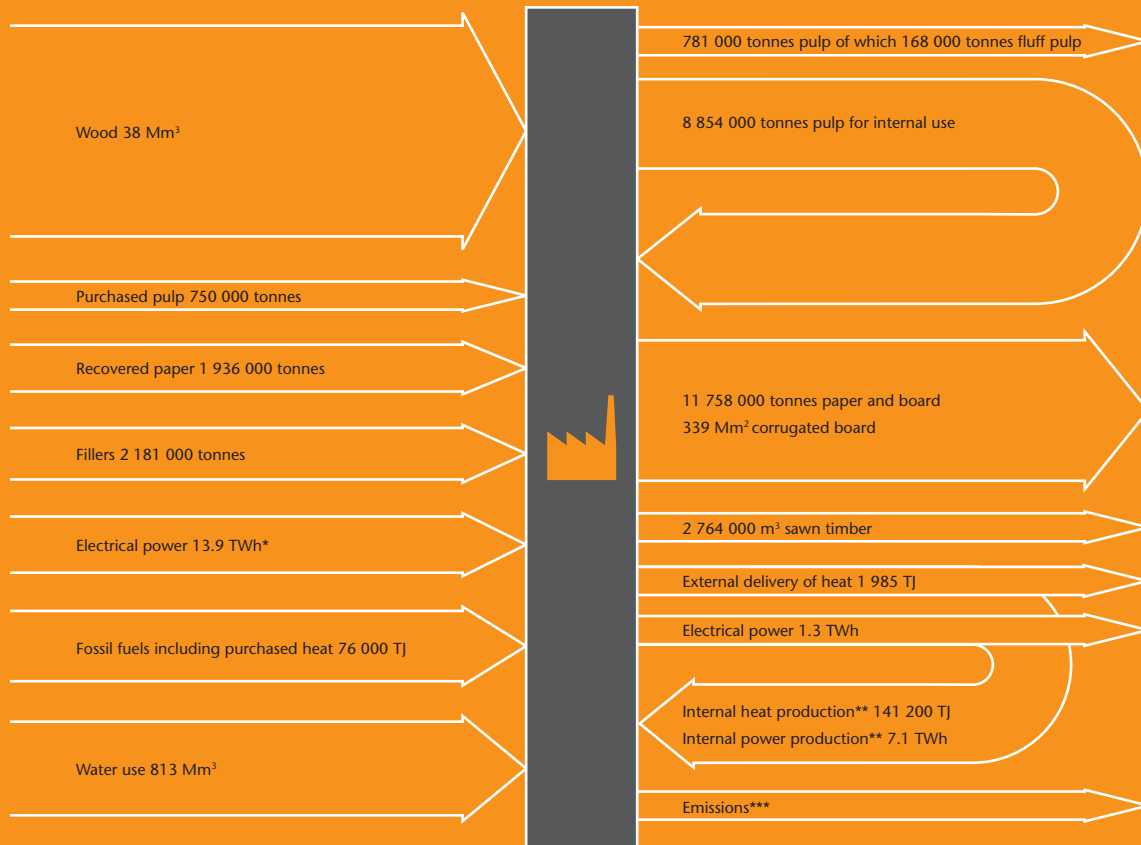 Wood 38 Mm³
Purchased pulp 750 000 tonnes
Recovered paper 1 936 000 tonnes
Fillers 2 181 000 tonnes
Electrical power 13.9 TWh*
Fossil fuels including purchased heat 76 000 TJ
Water use 813 Mm³
781 000 tonnes pulp of which 168 000 tonnes fluff pulp
8 854 000 tonnes pulp for internal use
11 758 000 tonnes paper and board
339 Mm² corrugated board
2 764 000 m³ sawn timber
External delivery of heat 1 985 TJ
Electrical power 1.3 TWh
Internal heat production** 141 200 TJ
Internal power production** 7.1 TWh
Emissions***